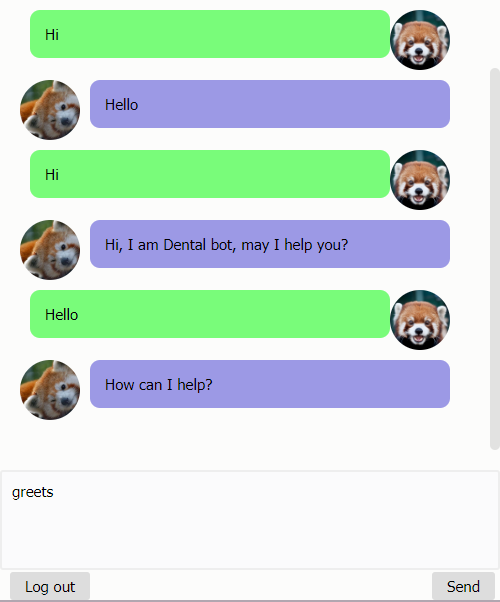 Hi
Hello
Hi
Hi, I am Dental bot, may I help you?
Hello
How can I help?
greets
Log out
Send